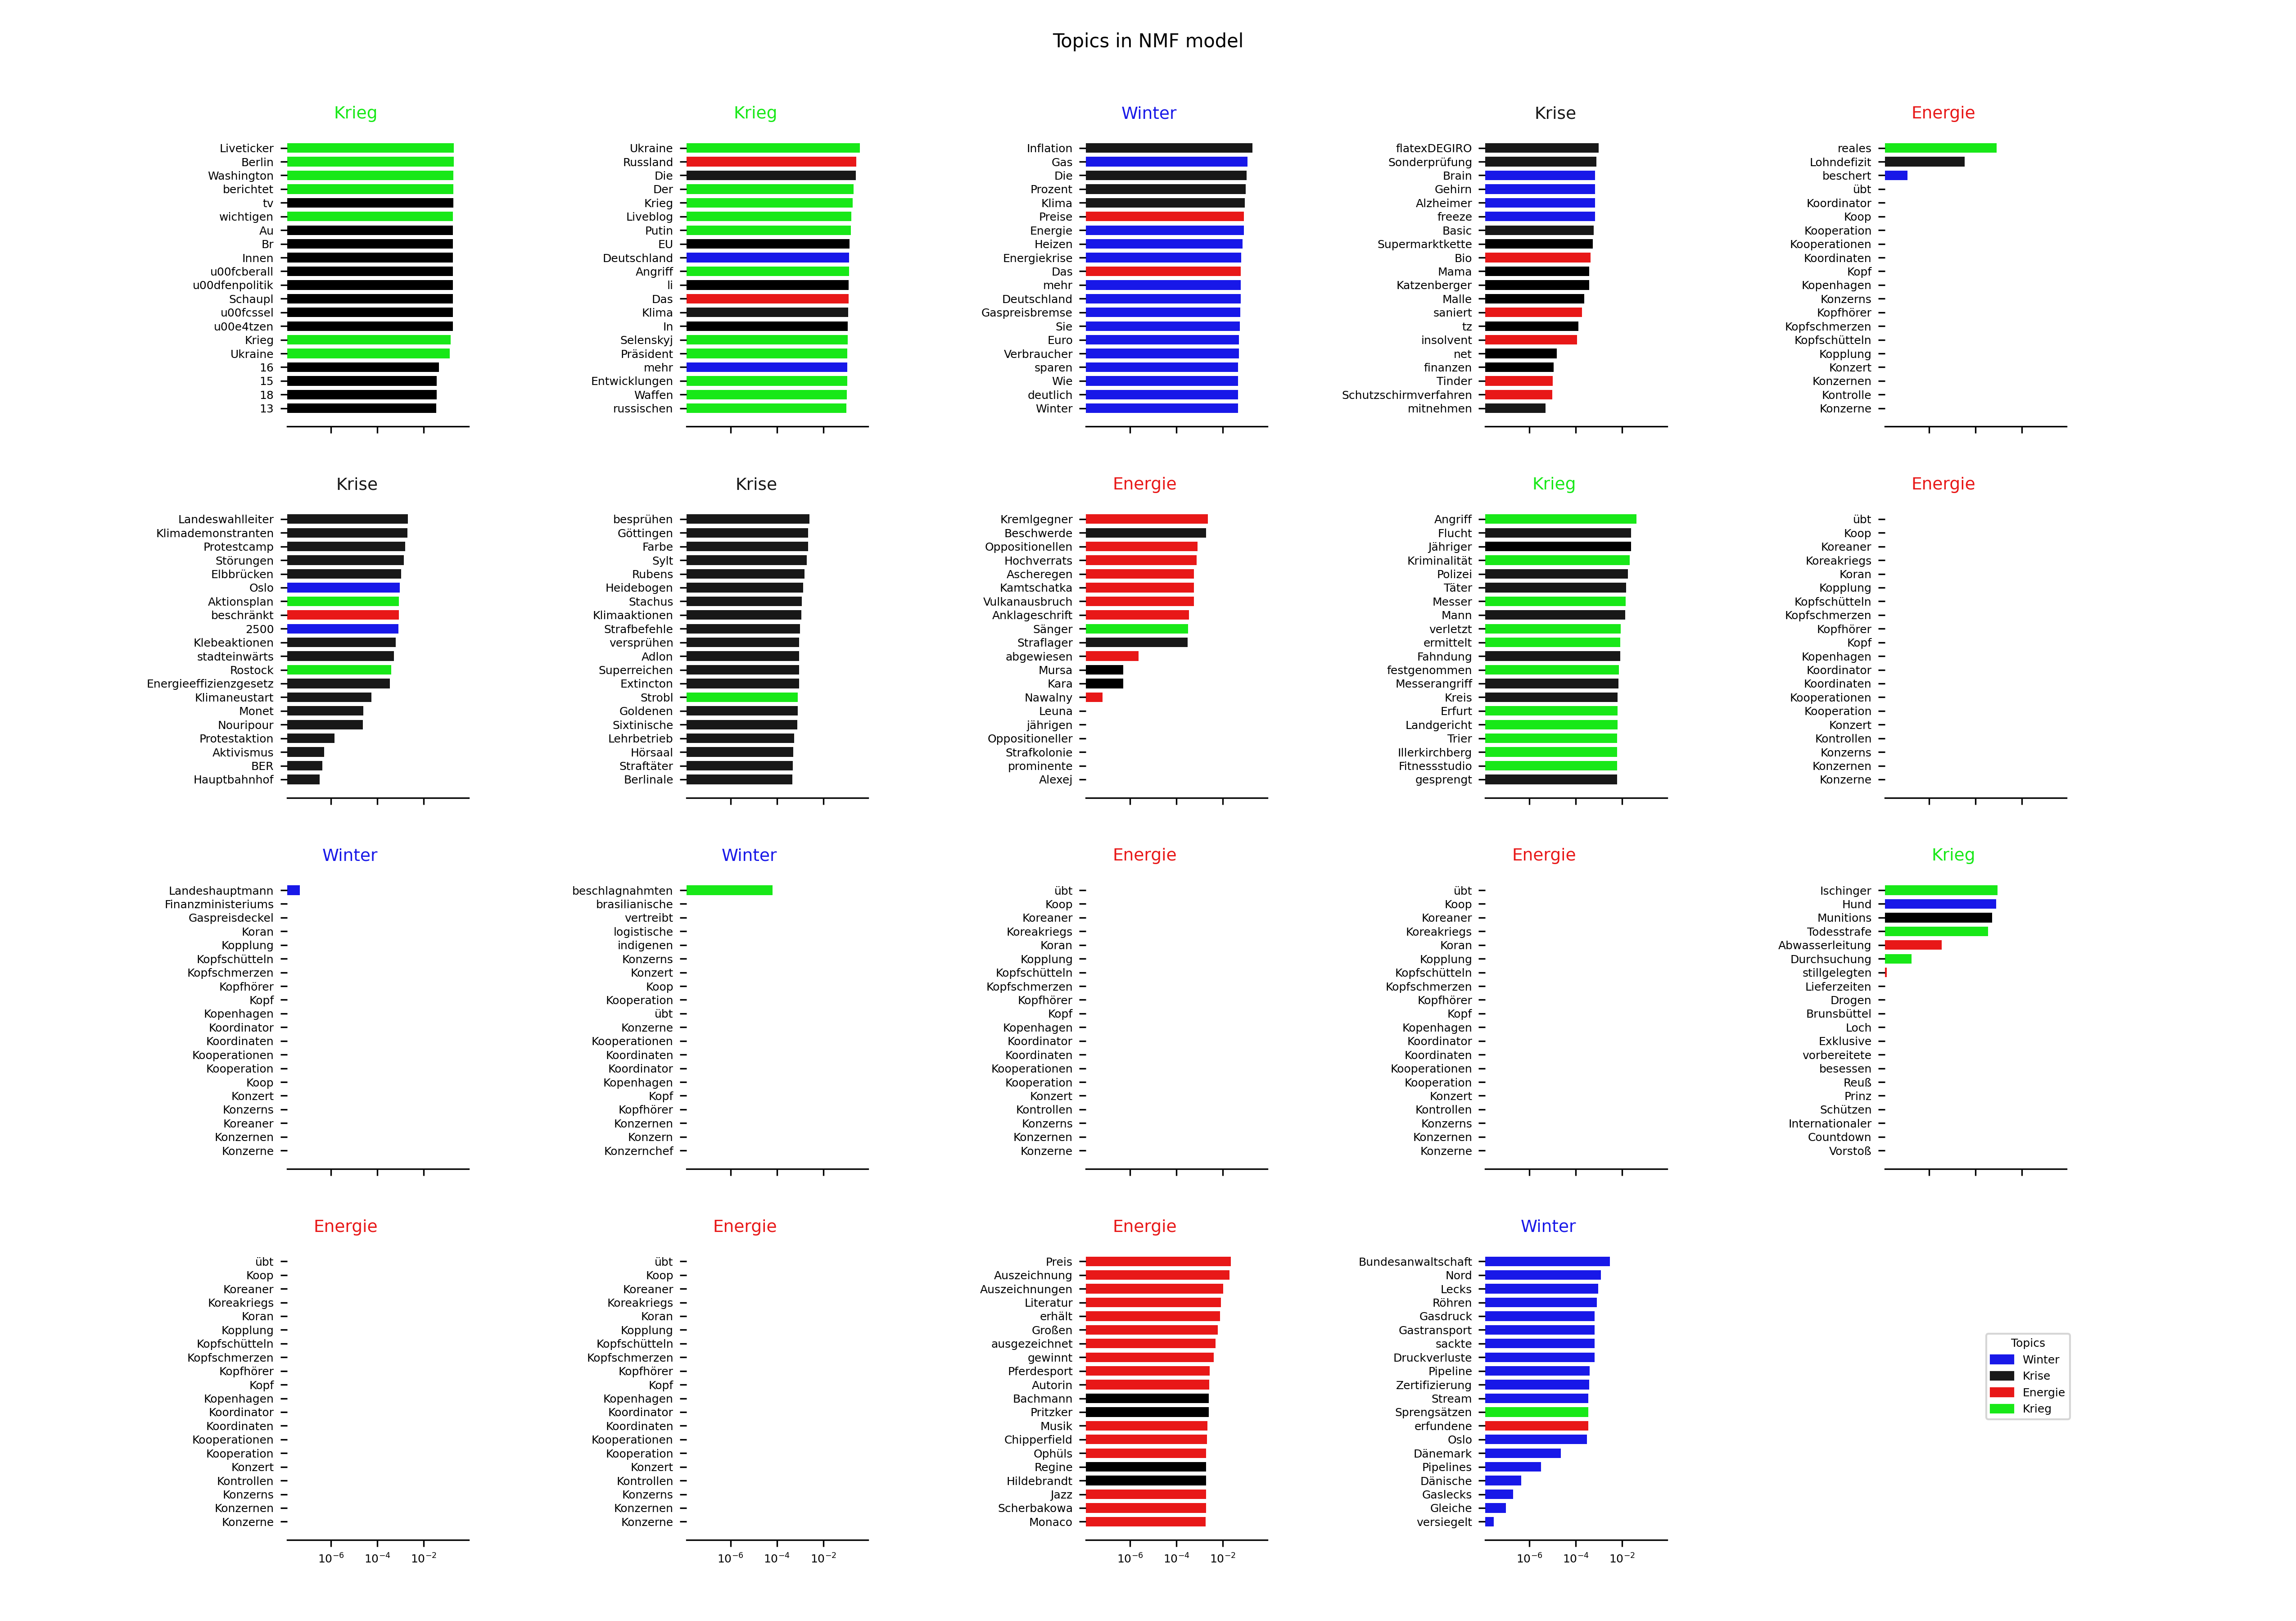 Topics in NMF model
Krieg
Liveticker
Berlin
Washington
berichtet
tv
wichtigen
Au
Br
Innen
u00fcberall
u00dfenpolitik
Schaupl
u00fcssel
u00e4tzen
Krieg
Ukraine
16
15
18
13
Krieg
Ukraine
Russland
Die
Der
Krieg
Liveblog
Putin
EU
Deutschland
Angriff
li
Das
Klima
In
Selenskyj
Präsident
mehr
Entwicklungen
Waffen
russischen
Winter
Inflation
Gas
Die
Prozent
Klima
Preise
Energie
Heizen
Energiekrise
Das
mehr
Deutschland
Gaspreisbremse
Sie
Euro
Verbraucher
sparen
Wie
deutlich
Winter
Krise
flatexDEGIRO
Sonderprüfung
Brain
Gehirn
Alzheimer
freeze
Basic
Supermarktkette
Bio
Mama
Katzenberger
Malle
saniert
tz
insolvent
net
finanzen
Tinder
Schutzschirmverfahren
mitnehmen
Energie
reales
Lohndefizit
beschert
übt
Koordinator
Koop
Kooperation
Kooperationen
Koordinaten
Kopf
Kopenhagen
Konzerns
Kopfhörer
Kopfschmerzen
Kopfschütteln
Kopplung
Konzert
Konzernen
Kontrolle
Konzerne
Krise
Landeswahlleiter
Klimademonstranten
Protestcamp
Störungen
Elbbrücken
Oslo
Aktionsplan
beschränkt
2500
Klebeaktionen
stadteinwärts
Rostock
Energieeffizienzgesetz
Klimaneustart
Monet
Nouripour
Protestaktion
Aktivismus
BER
Hauptbahnhof
Krise
besprühen
Göttingen
Farbe
Sylt
Rubens
Heidebogen
Stachus
Klimaaktionen
Strafbefehle
versprühen
Adlon
Superreichen
Extincton
Strobl
Goldenen
Sixtinische
Lehrbetrieb
Hörsaal
Straftäter
Berlinale
Energie
Kremlgegner
Beschwerde
Oppositionellen
Hochverrats
Ascheregen
Kamtschatka
Vulkanausbruch
Anklageschrift
Sänger
Straflager
abgewiesen
Mursa
Kara
Nawalny
Leuna
jährigen
Oppositioneller
Strafkolonie
prominente
Alexej
Krieg
Angriff
Flucht
Jähriger
Kriminalität
Polizei
Täter
Messer
Mann
verletzt
ermittelt
Fahndung
festgenommen
Messerangriff
Kreis
Erfurt
Landgericht
Trier
Illerkirchberg
Fitnessstudio
gesprengt
Energie
übt
Koop
Koreaner
Koreakriegs
Koran
Kopplung
Kopfschütteln
Kopfschmerzen
Kopfhörer
Kopf
Kopenhagen
Koordinator
Koordinaten
Kooperationen
Kooperation
Konzert
Kontrollen
Konzerns
Konzernen
Konzerne
Winter
Landeshauptmann
Finanzministeriums
Gaspreisdeckel
Koran
Kopplung
Kopfschütteln
Kopfschmerzen
Kopfhörer
Kopf
Kopenhagen
Koordinator
Koordinaten
Kooperationen
Kooperation
Koop
Konzert
Konzerns
Koreaner
Konzernen
Konzerne
Winter
beschlagnahmten
brasilianische
vertreibt
logistische
indigenen
Konzerns
Konzert
Koop
Kooperation
übt
Konzerne
Kooperationen
Koordinaten
Koordinator
Kopenhagen
Kopf
Kopfhörer
Konzernen
Konzern
Konzernchef
Energie
übt
Koop
Koreaner
Koreakriegs
Koran
Kopplung
Kopfschütteln
Kopfschmerzen
Kopfhörer
Kopf
Kopenhagen
Koordinator
Koordinaten
Kooperationen
Kooperation
Konzert
Kontrollen
Konzerns
Konzernen
Konzerne
Energie
übt
Koop
Koreaner
Koreakriegs
Koran
Kopplung
Kopfschütteln
Kopfschmerzen
Kopfhörer
Kopf
Kopenhagen
Koordinator
Koordinaten
Kooperationen
Kooperation
Konzert
Kontrollen
Konzerns
Konzernen
Konzerne
Krieg
Ischinger
Hund
Munitions
Todesstrafe
Abwasserleitung
Durchsuchung
stillgelegten
Lieferzeiten
Drogen
Brunsbüttel
Loch
Exklusive
vorbereitete
besessen
Reuß
Prinz
Schützen
Internationaler
Countdown
Vorstoß
Energie
übt
Koop
Koreaner
Koreakriegs
Koran
Kopplung
Kopfschütteln
Kopfschmerzen
Kopfhörer
Kopf
Kopenhagen
Koordinator
Koordinaten
Kooperationen
Kooperation
Konzert
Kontrollen
Konzerns
Konzernen
Konzerne
10⁻⁶ 10⁻⁴ 10⁻²
Energie
übt
Koop
Koreaner
Koreakriegs
Koran
Kopplung
Kopfschütteln
Kopfschmerzen
Kopfhörer
Kopf
Kopenhagen
Koordinator
Koordinaten
Kooperationen
Kooperation
Konzert
Kontrollen
Konzerns
Konzernen
Konzerne
10⁻⁶ 10⁻⁴ 10⁻²
Energie
Preis
Auszeichnung
Auszeichnungen
Literatur
erhält
Großen
ausgezeichnet
gewinnt
Pferdesport
Autorin
Bachmann
Pritzker
Musik
Chipperfield
Ophüls
Regine
Hildebrandt
Jazz
Scherbakowa
Monaco
10⁻⁶ 10⁻⁴ 10⁻²
Winter
Bundesanwaltschaft
Nord
Lecks
Röhren
Gasdruck
Gastransport
sackte
Druckverluste
Pipeline
Zertifizierung
Stream
Sprengsätzen
erfundene
Oslo
Dänemark
Pipelines
Dänische
Gaslecks
Gleiche
versiegelt
10⁻⁶ 10⁻⁴ 10⁻²
Topics
Winter
Krise
Energie
Krieg